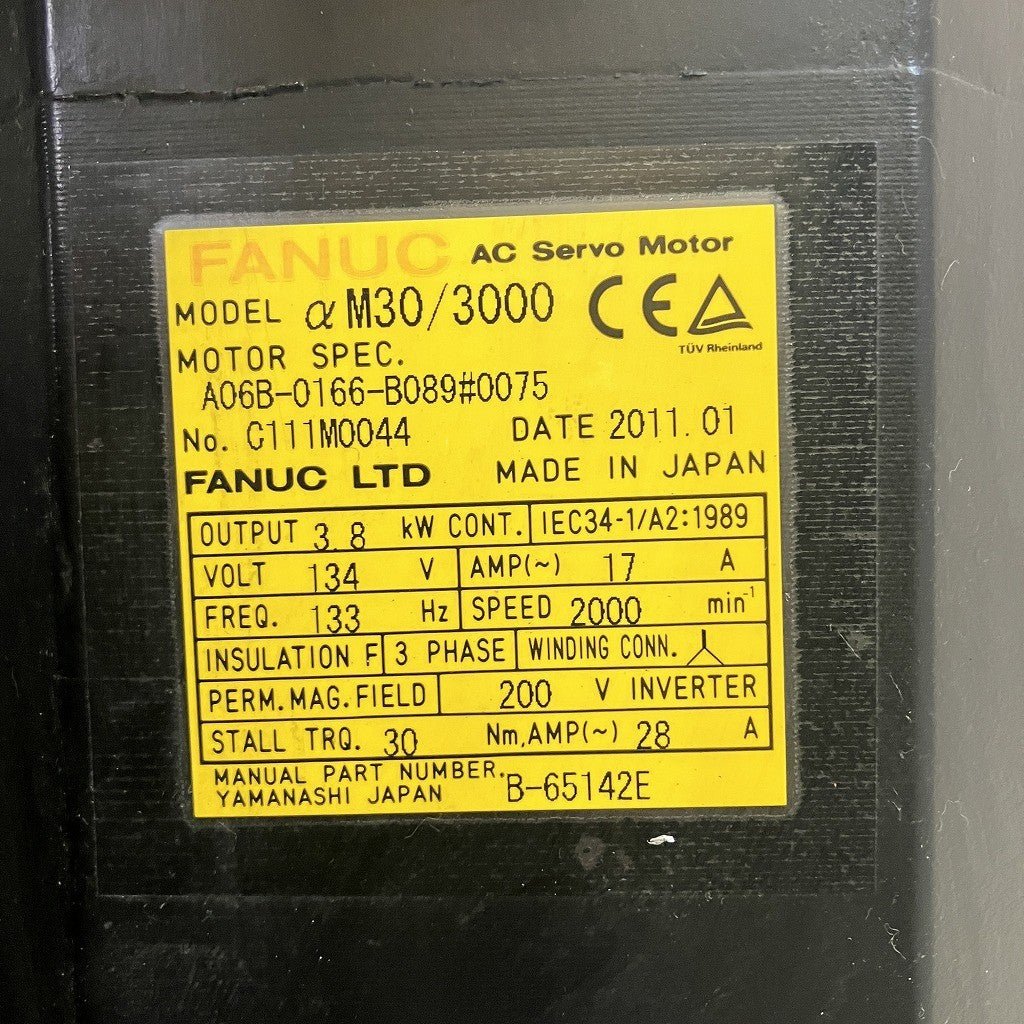 FANUC AC Servo Motor
MODEL α M30/3000 CE
TÜV Rheinland
MOTOR SPEC.
A06B-0166-B089#0075
No. C111M0044 DATE 2011.01
FANUC LTD MADE IN JAPAN
OUTPUT 3.8 kW CONT. IEC34-1/A2:1989
VOLT 134 V AMP(~) 17 A
FREQ. 133 Hz SPEED 2000 min⁻¹
INSULATION F 3 PHASE WINDING CONN.
PERM.MAG.FIELD 200 V INVERTER
STALL TRQ. 30 Nm,AMP(~) 28 A
MANUAL PART NUMBER. B-65142E
YAMANASHI JAPAN